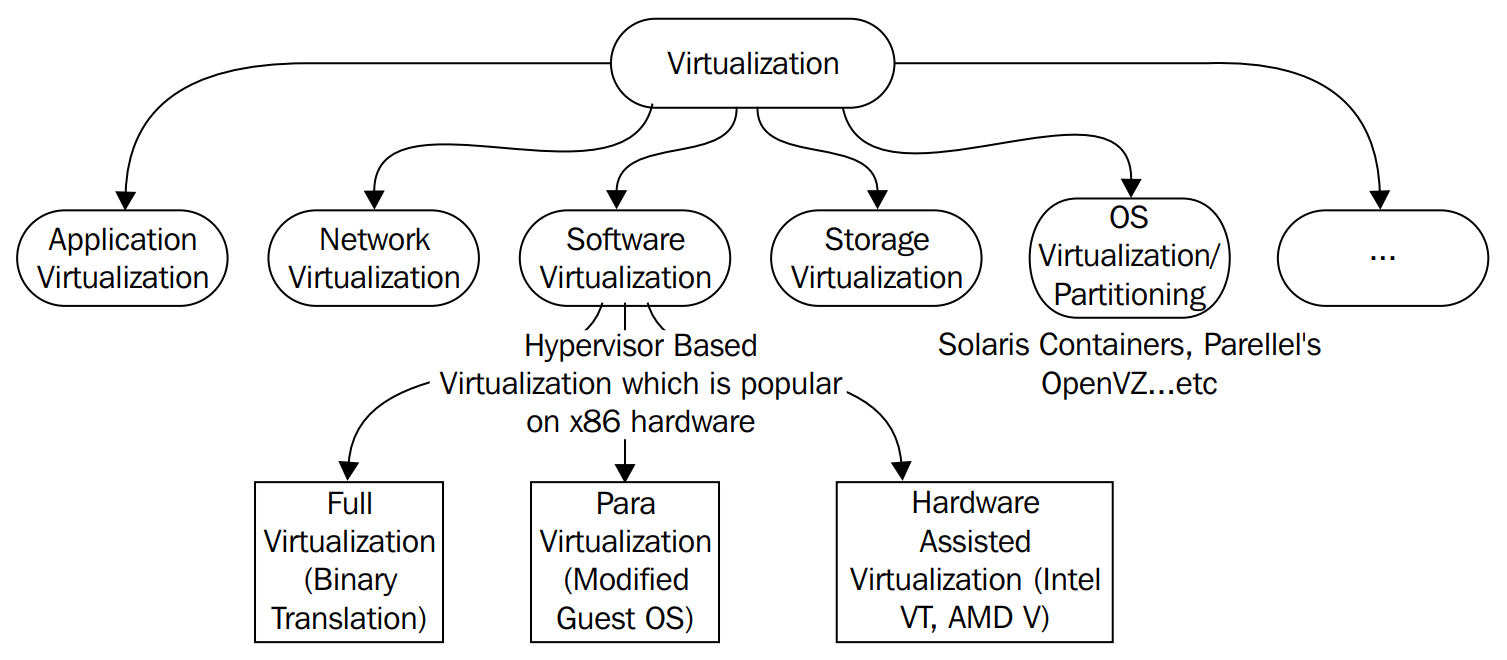 Virtualization
Application
Virtualization
Network
Virtualization
Software
Virtualization
Storage
Virtualization
OS
Virtualization/
Partitioning
...
Hypervisor Based
Virtualization which is popular
on x86 hardware
Solaris Containers, Parellel's
OpenVZ...etc
Full
Virtualization
(Binary
Translation)
Para
Virtualization
(Modified
Guest OS)
Hardware
Assisted
Virtualization (Intel
VT, AMD V)